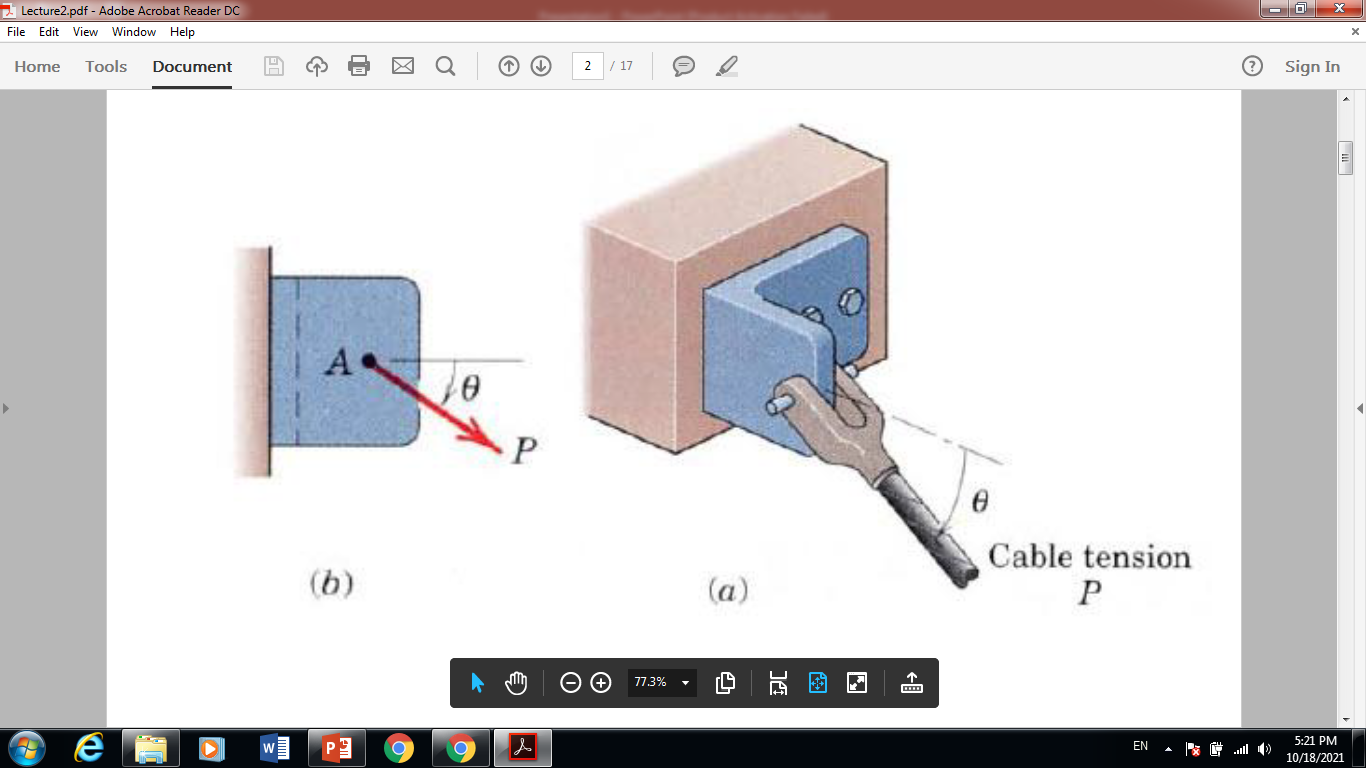 Lecture2.pdf - Adobe Acrobat Reader DC
File Edit View Window Help
Home Tools Document 2 / 17 Sign In
A
θ
P
(b)
θ
Cable tension
P
(a)
77.3%
EN
5:21 PM
10/18/2021